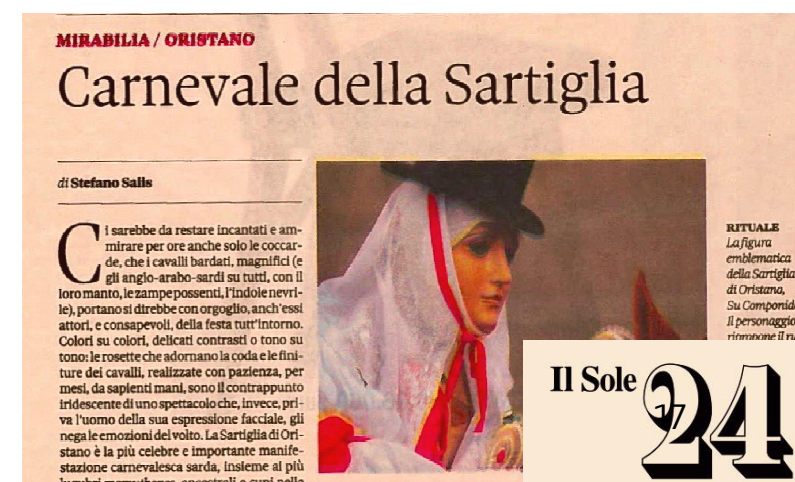 MIRABILIA / ORISTANO
Carnevale della Sartiglia
di Stefano Salis
Ci sarebbe da restare incantati e am-
mirare per ore anche solo le coccar-
de, che i cavalli bardati, magnifici (e
gli anglo-arabo-sardi su tutti, con il
loro manto, le zampe possenti, l'indole nevri-
le), portano si direbbe con orgoglio, anch'essi
attori, e consapevoli, della festa tutt'intorno.
Colori su colori, delicati contrasti o tono su
tono: le rosette che adornano la coda e le fini-
ture dei cavalli, realizzate con pazienza, per
mesi, da sapienti mani, sono il contrappunto
iridescente di uno spettacolo che, invece, pri-
va l'uomo della sua espressione facciale, gli
nega le emozioni del volto. La Sartiglia di Ori-
stano è la più celebre e importante manife-
stazione carnevalesca sarda, insieme al più
RITUALE
La figura
emblematica
della Sartiglia
di Oristano,
Su Componid
Il personaggio
Il Sole
24
17